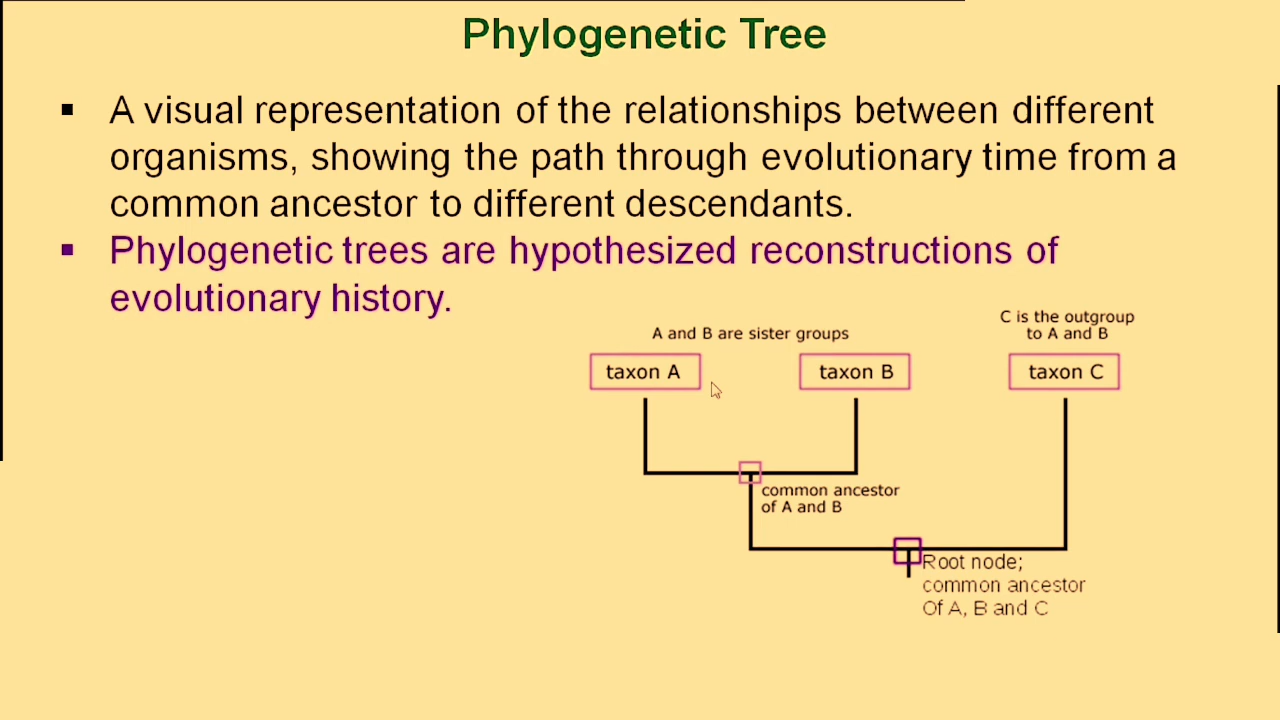 Phylogenetic Tree
▪ A visual representation of the relationships between different
organisms, showing the path through evolutionary time from a
common ancestor to different descendants.
▪ Phylogenetic trees are hypothesized reconstructions of
evolutionary history.
A and B are sister groups
C is the outgroup
to A and B
taxon A
taxon B
taxon C
common ancestor
of A and B
Root node;
common ancestor
Of A, B and C